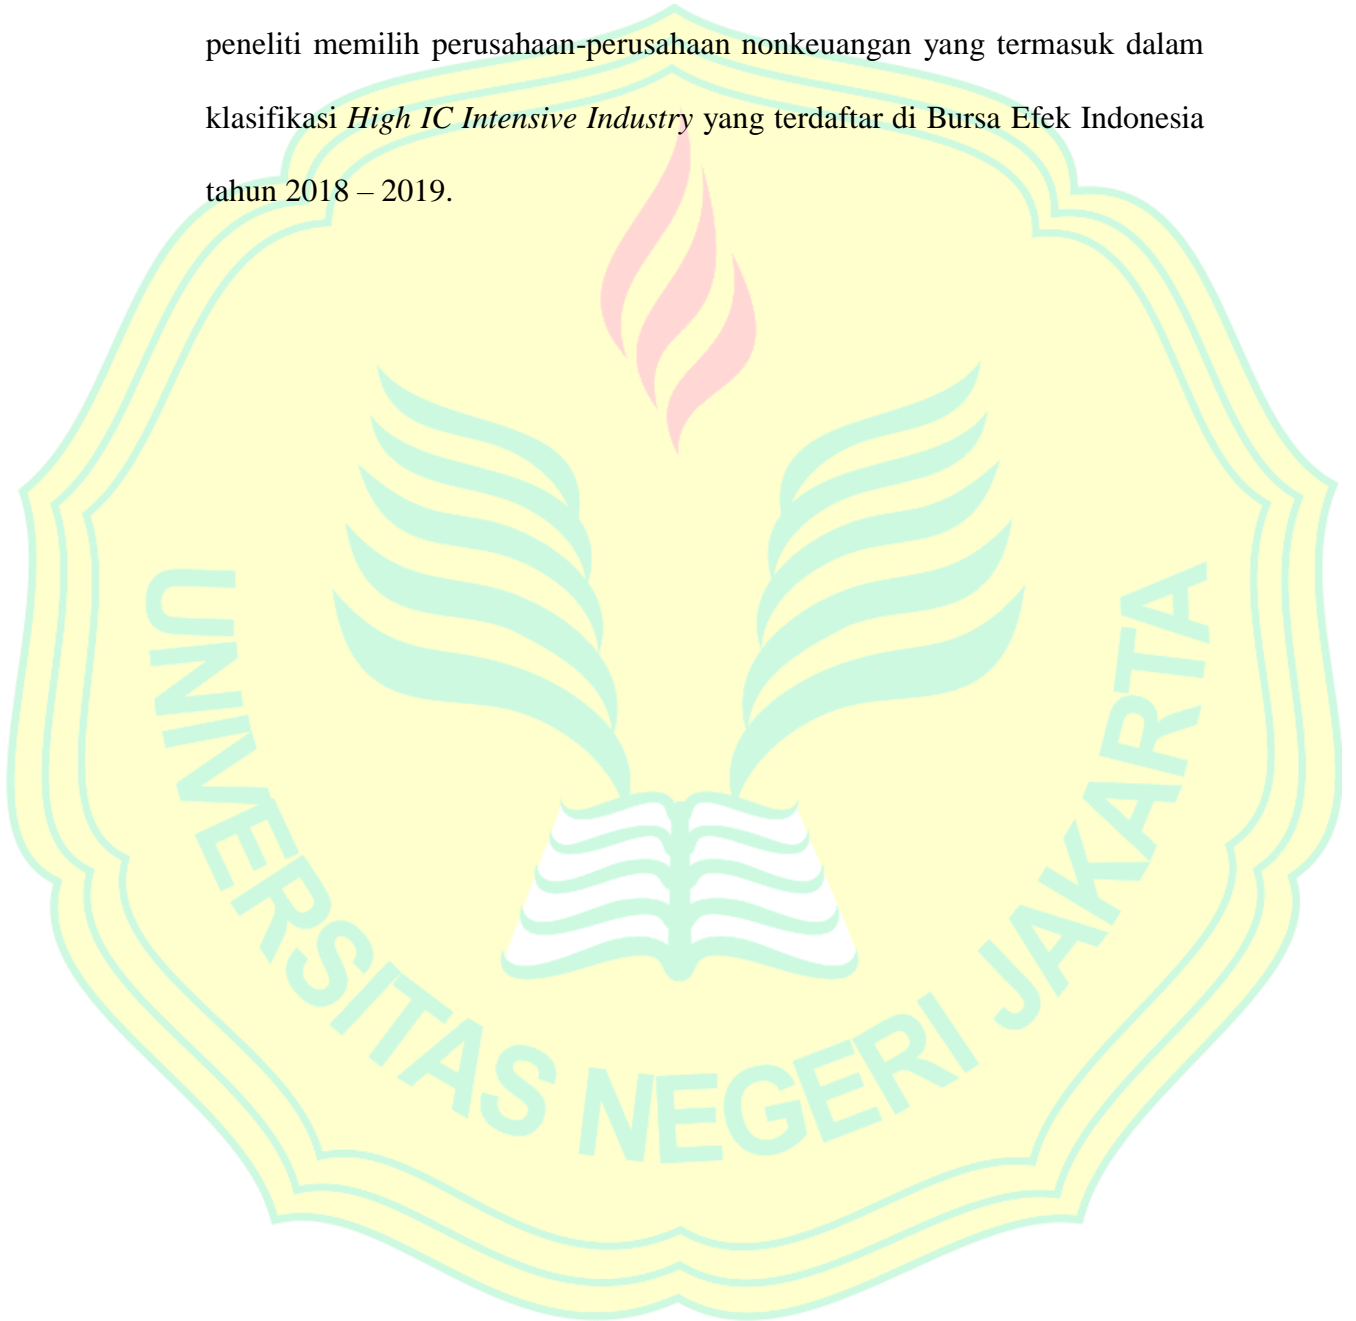 peneliti memilih perusahaan-perusahaan nonkeuangan yang termasuk dalam
klasifikasi High IC Intensive Industry yang terdaftar di Bursa Efek Indonesia
tahun 2018 – 2019.
UNIVERSITAS NEGERI JAKARTA